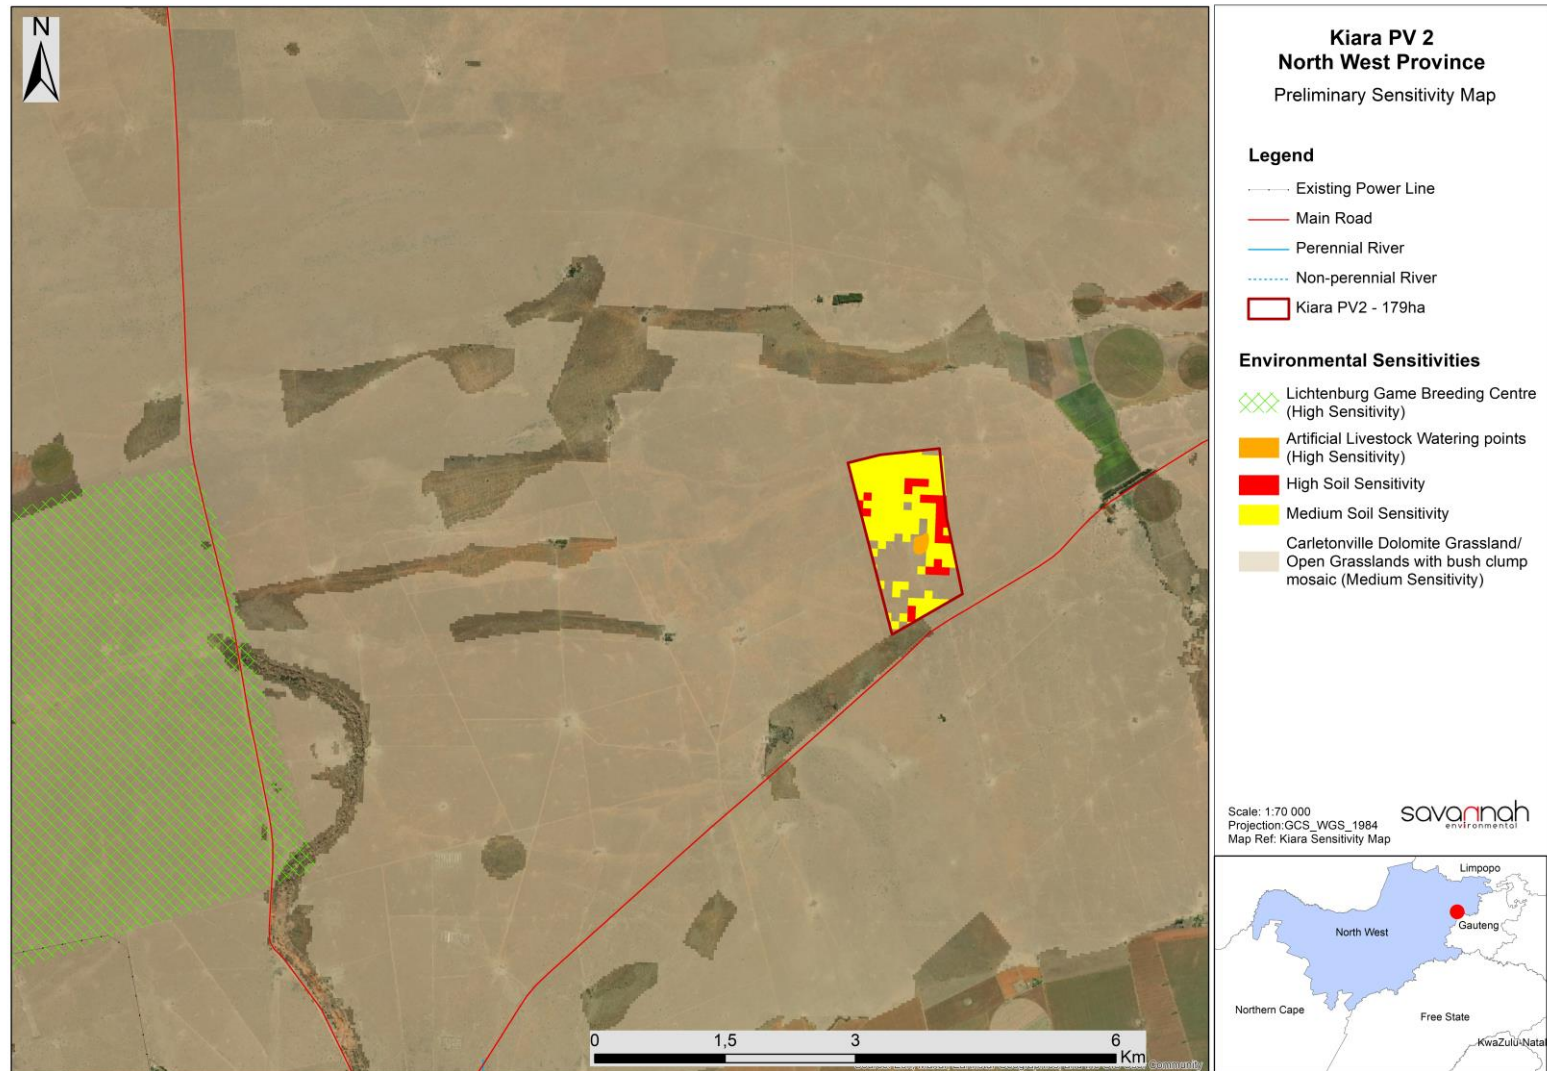 N
Kiara PV 2
North West Province
Preliminary Sensitivity Map
Legend
Existing Power Line
Main Road
Perennial River
Non-perennial River
Kiara PV2 - 179ha
Environmental Sensitivities
Lichtenburg Game Breeding Centre
(High Sensitivity)
Artificial Livestock Watering points
(High Sensitivity)
High Soil Sensitivity
Medium Soil Sensitivity
Carletonville Dolomite Grassland/
Open Grasslands with bush clump
mosaic (Medium Sensitivity)
Scale: 1:70 000
Projection:GCS_WGS_1984
Map Ref: Kiara Sensitivity Map
savannah
environmental
0 1,5 3 6
Km
Community
Limpopo
North West
Gauteng
Northern Cape
Free State
KwaZulu-Natal